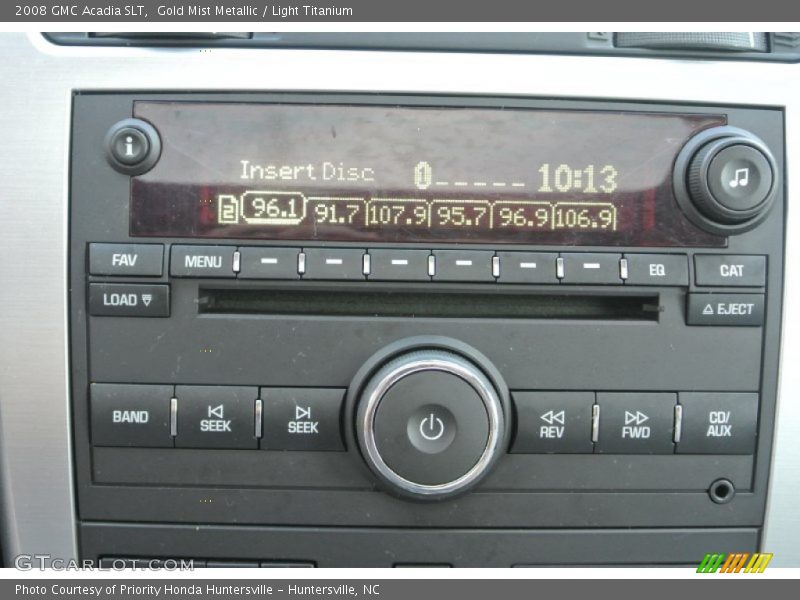 2008 GMC Acadia SLT,  Gold Mist Metallic / Light Titanium
i
Insert Disc 0_____ 10:13
2 96.1 91.7 107.9 95.7 96.9 106.9
FAV MENU EQ CAT
LOAD EJECT
BAND SEEK SEEK REV FWD CD/
AUX
GTCARLOT.COM
Photo Courtesy of Priority Honda Huntersville - Huntersville, NC